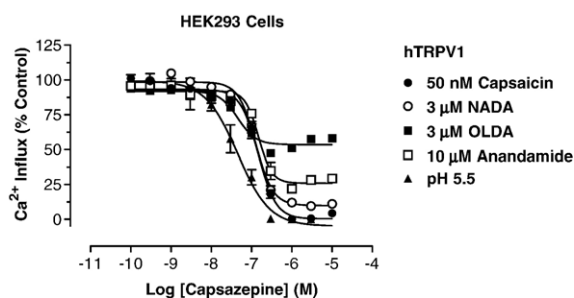 HEK293 Cells
Ca²⁺ Influx (% Control)
125
100
75
50
25
0
-11 -10 -9 -8 -7 -6 -5 -4
Log [Capsazepine] (M)
hTRPV1
50 nM Capsaicin
3 μM NADA
3 μM OLDA
10 μM Anandamide
pH 5.5